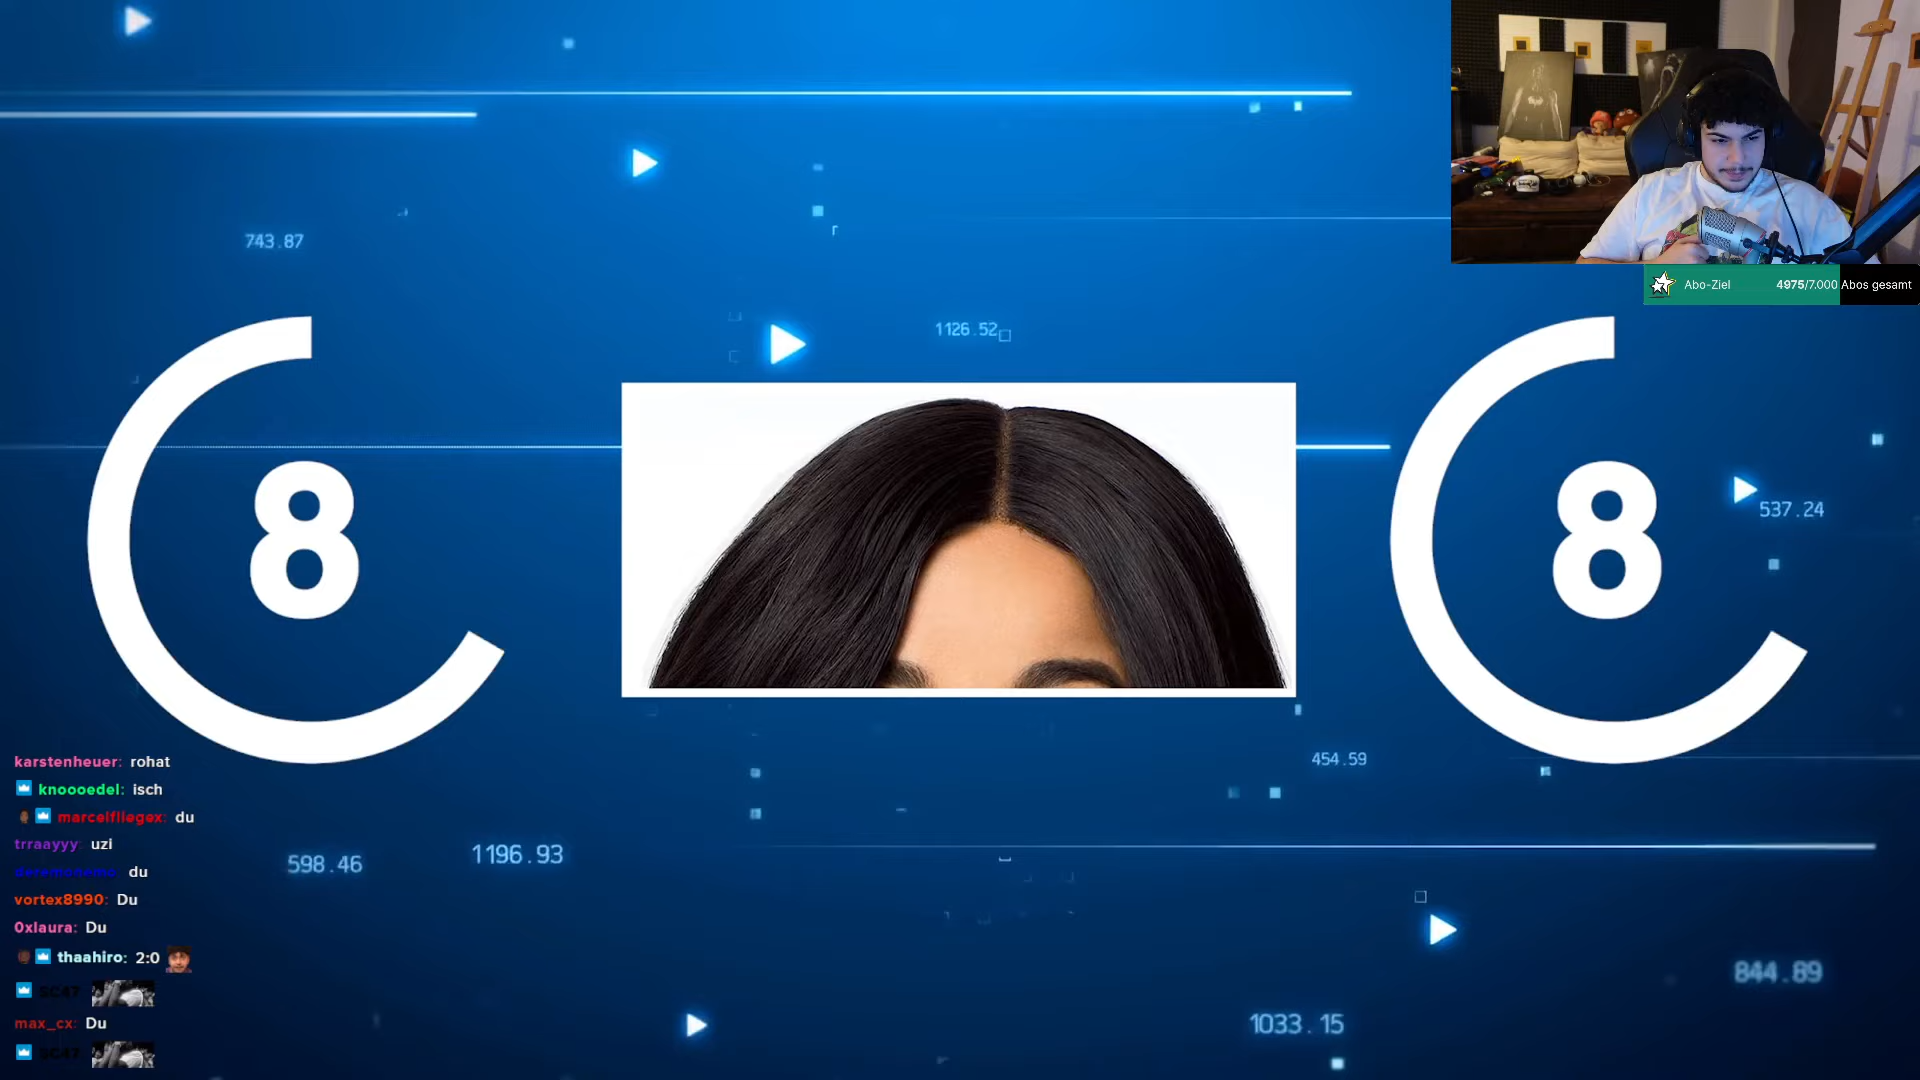 743.87
1126.52
Abo-Ziel 4975/7.000 Abos gesamt
8
8
537.24
454.59
karstenheuer: rohat
knoooedel: isch
marcelfliegex: du
trraayyy: uzi
du
vortex8990: Du
0xlaura: Du
thaahiro: 2:0
SC47
max_cx: Du
SC47
598.46
1196.93
844.89
1033.15